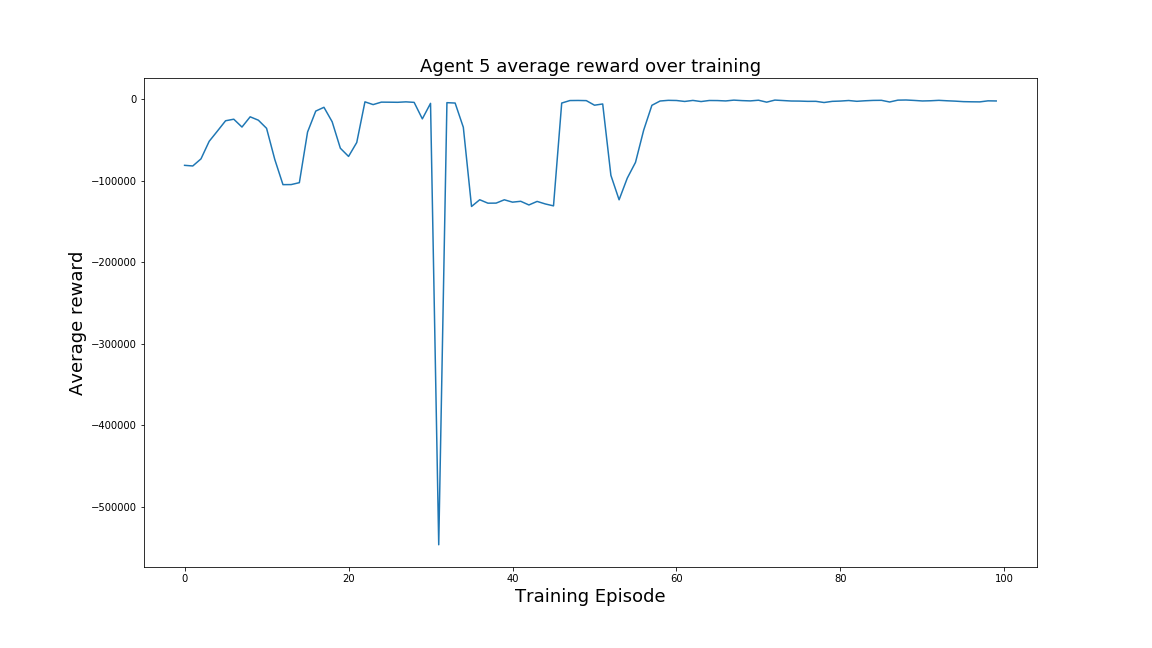 Agent 5 average reward over training
0
−100000
−200000
−300000
−400000
−500000
Average reward
0 20 40 60 80 100
Training Episode